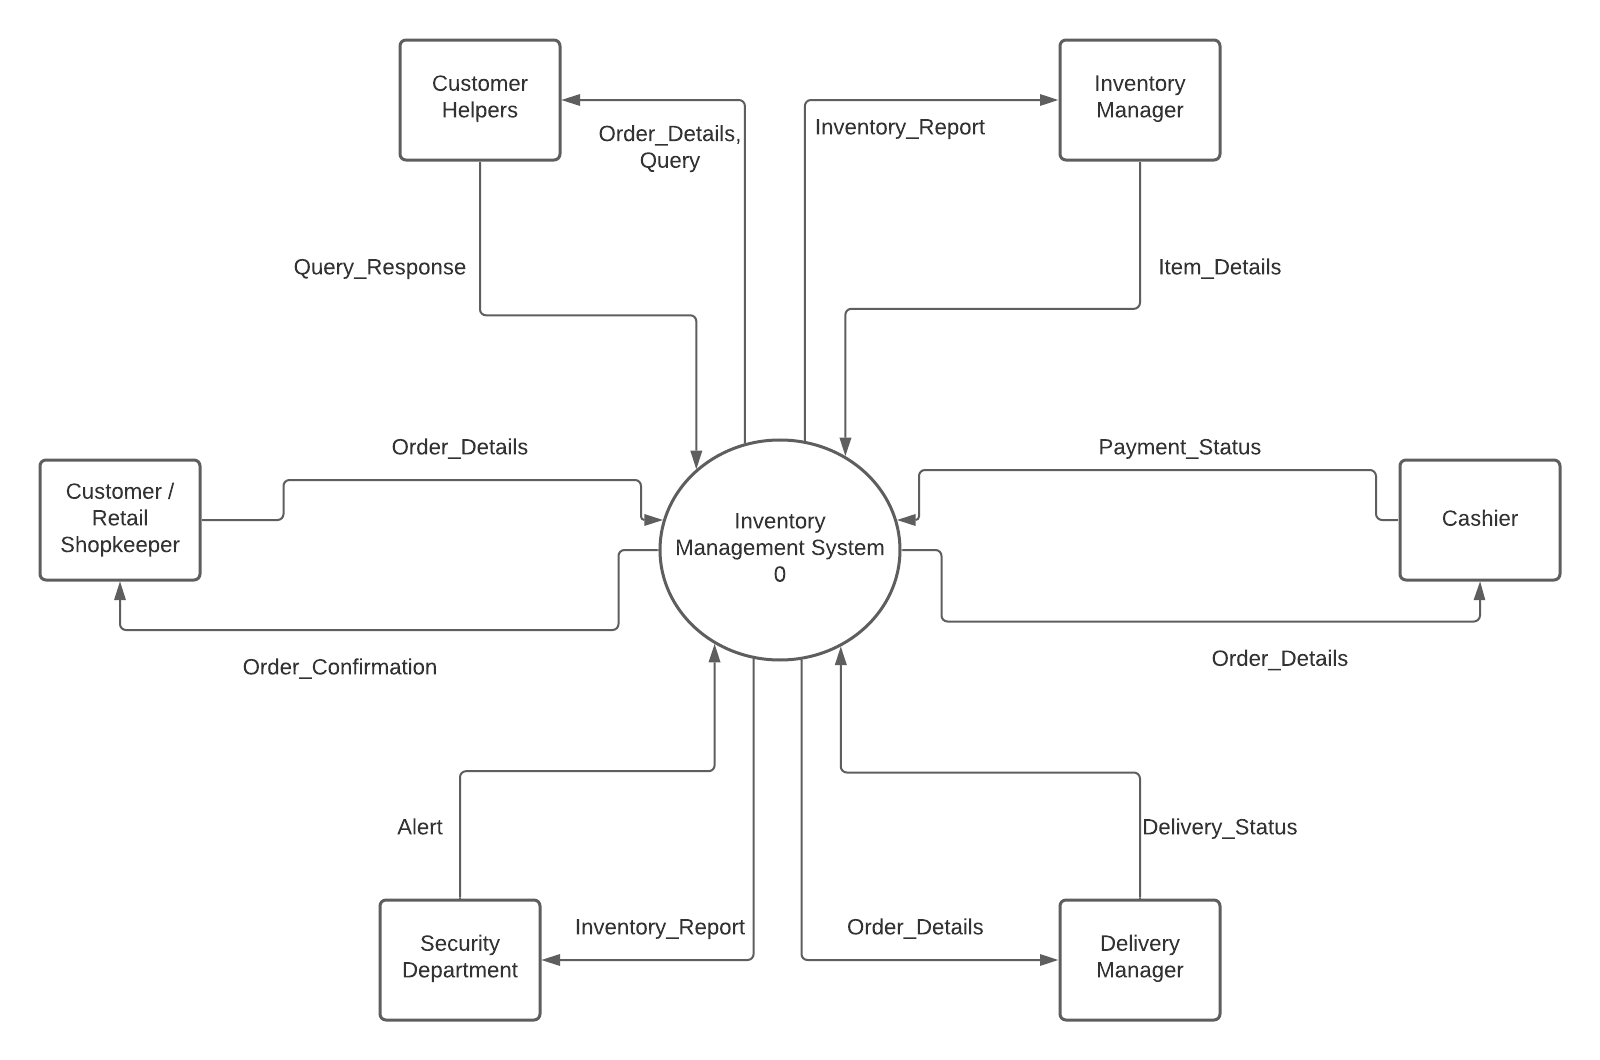 Customer
Helpers
Inventory
Manager
Order_Details,
Query
Inventory_Report
Query_Response
Item_Details
Order_Details
Payment_Status
Customer /
Retail
Shopkeeper
Inventory
Management System
0
Cashier
Order_Confirmation
Order_Details
Alert
Delivery_Status
Inventory_Report
Order_Details
Security
Department
Delivery
Manager